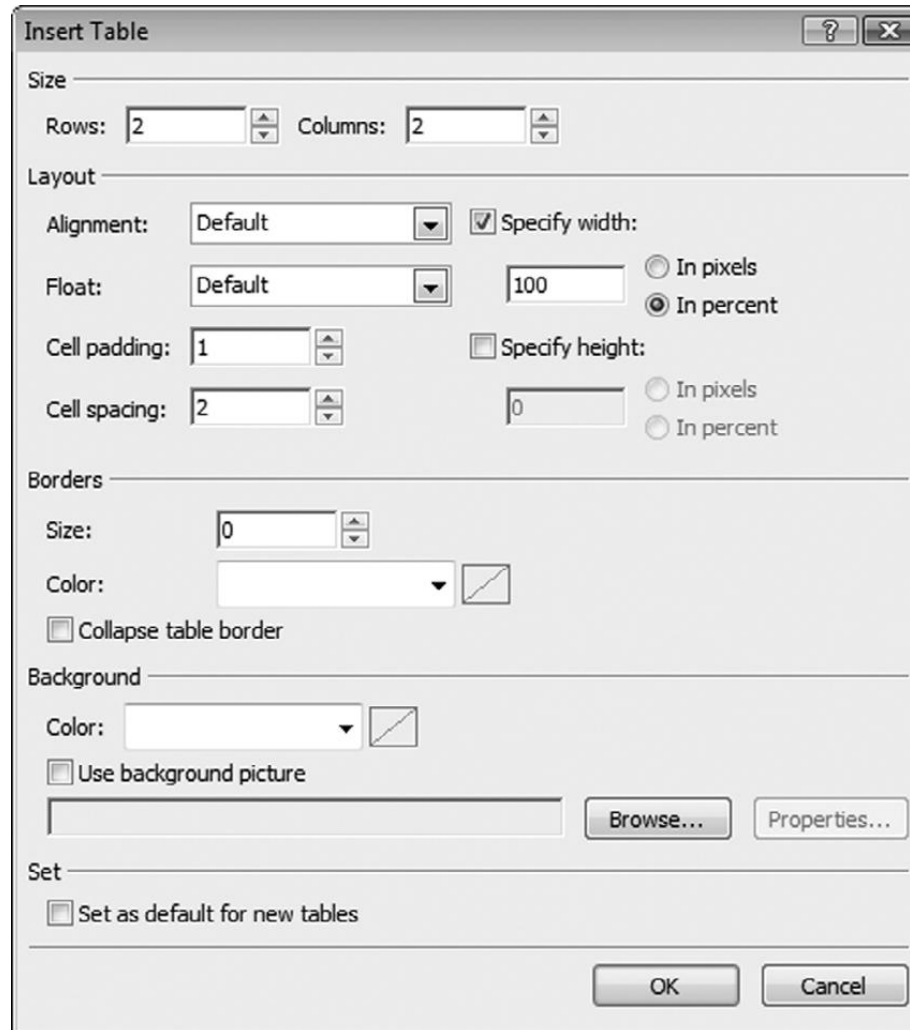 Insert Table
Size
Rows: 2 Columns: 2
Layout
Alignment: Default Specify width:
Float: Default 100 In pixels
In percent
Cell padding: 1 Specify height:
Cell spacing: 2 0 In pixels
In percent
Borders
Size: 0
Color:
Collapse table border
Background
Color:
Use background picture
Browse... Properties...
Set
Set as default for new tables
OK Cancel